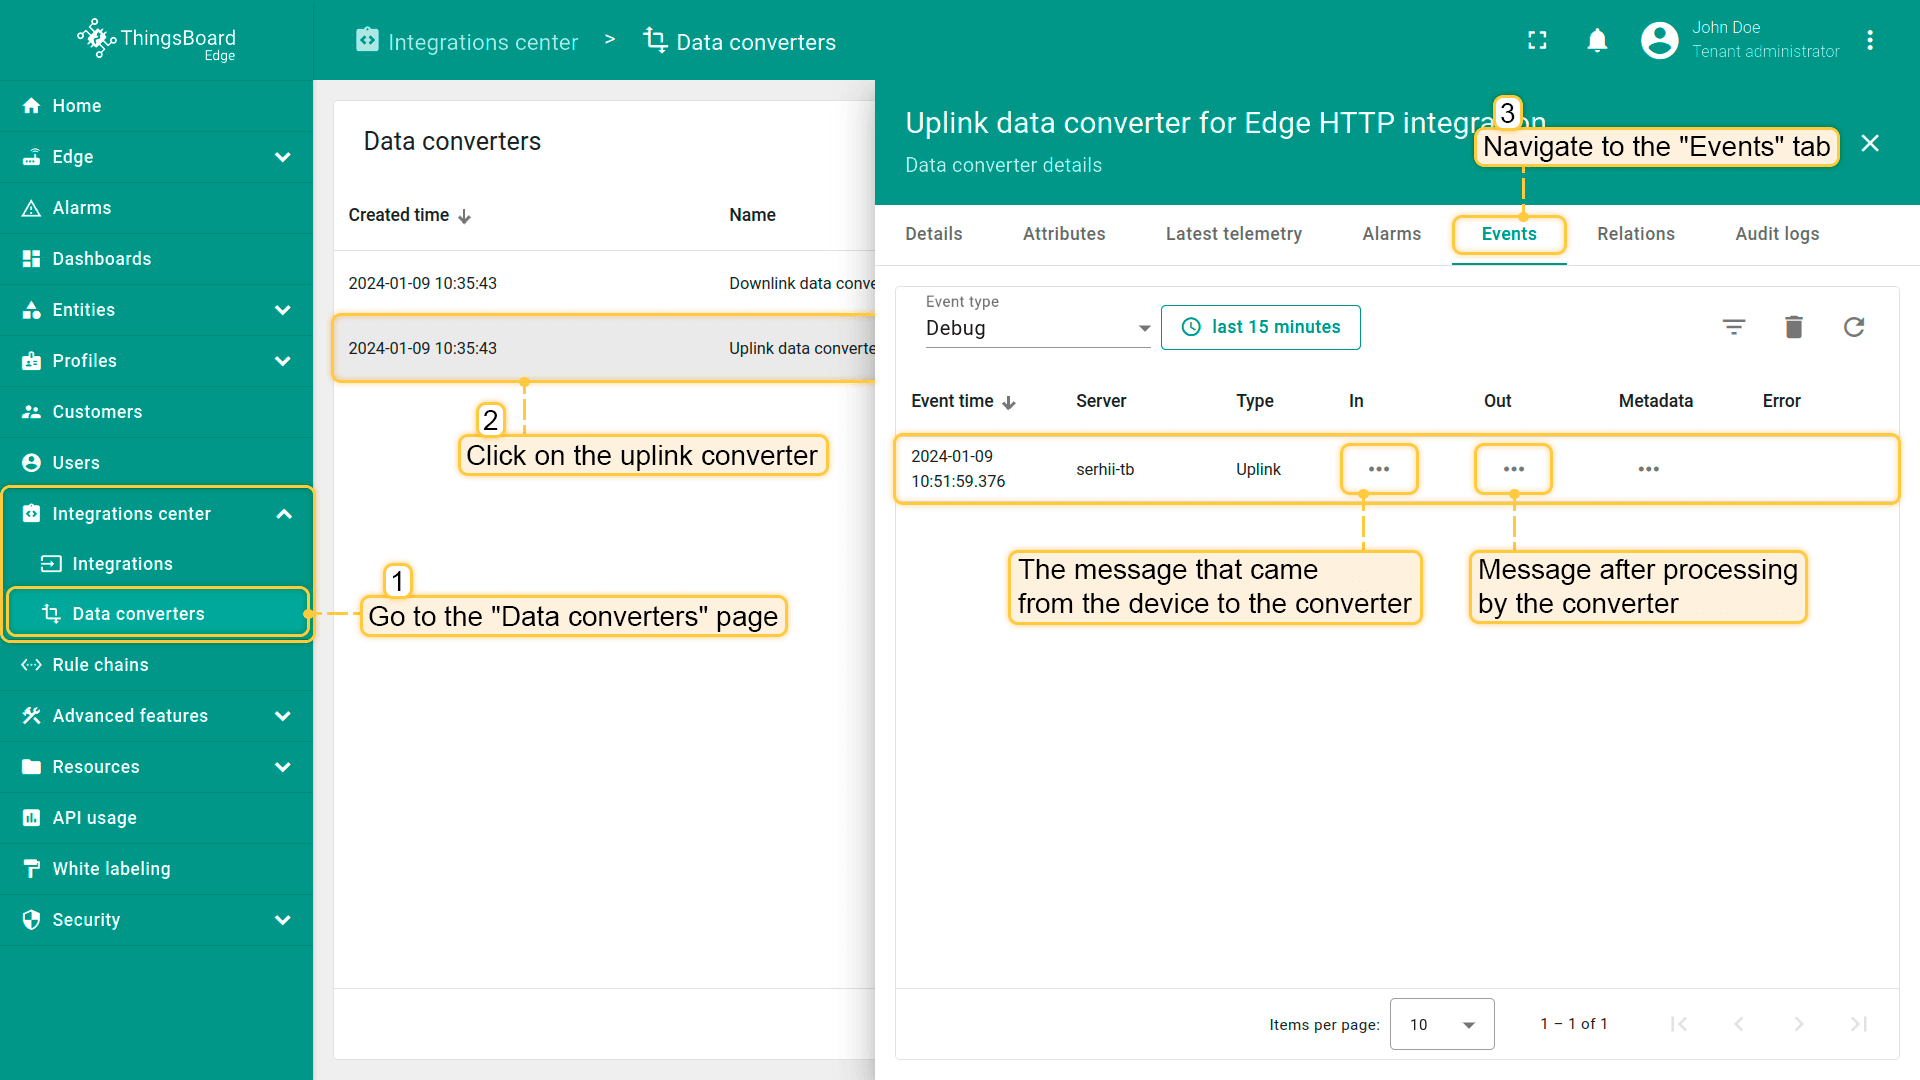 ThingsBoard
Edge
Integrations center > Data converters
John Doe
Tenant administrator
Home
Edge
Alarms
Dashboards
Entities
Profiles
Customers
Users
Integrations center
Integrations
Data converters
Rule chains
Advanced features
Resources
API usage
White labeling
Security
Data converters
Created time Name
2024-01-09 10:35:43 Downlink data conve
2024-01-09 10:35:43 Uplink data converte
2
Click on the uplink converter
1
Go to the "Data converters" page
Uplink data converter for Edge HTTP integration
Data converter details
3
Navigate to the "Events" tab
Details Attributes Latest telemetry Alarms Events Relations Audit logs
Event type
Debug
last 15 minutes
Event time Server Type In Out Metadata Error
2024-01-09
10:51:59.376
serhii-tb Uplink ••• ••• •••
The message that came
from the device to the converter
Message after processing
by the converter
Items per page: 10 1 – 1 of 1